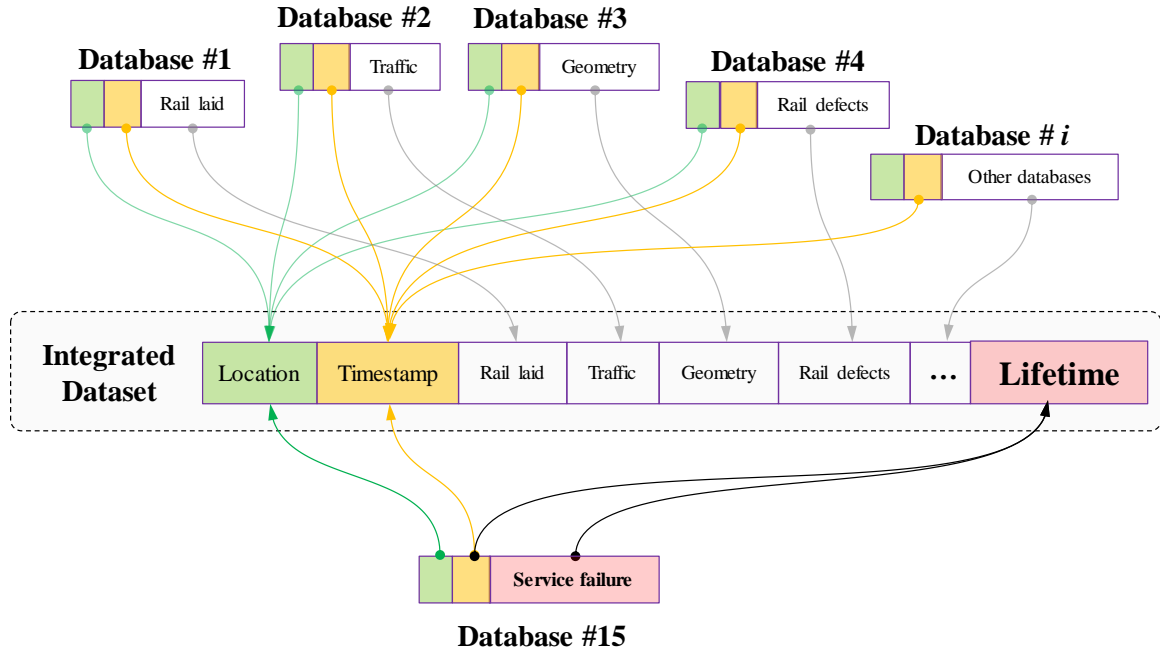 Database #1
Rail laid
Database #2
Traffic
Database #3
Geometry
Database #4
Rail defects
Database # i
Other databases
Integrated
Dataset
Location
Timestamp
Rail laid
Traffic
Geometry
Rail defects
...
Lifetime
Service failure
Database #15